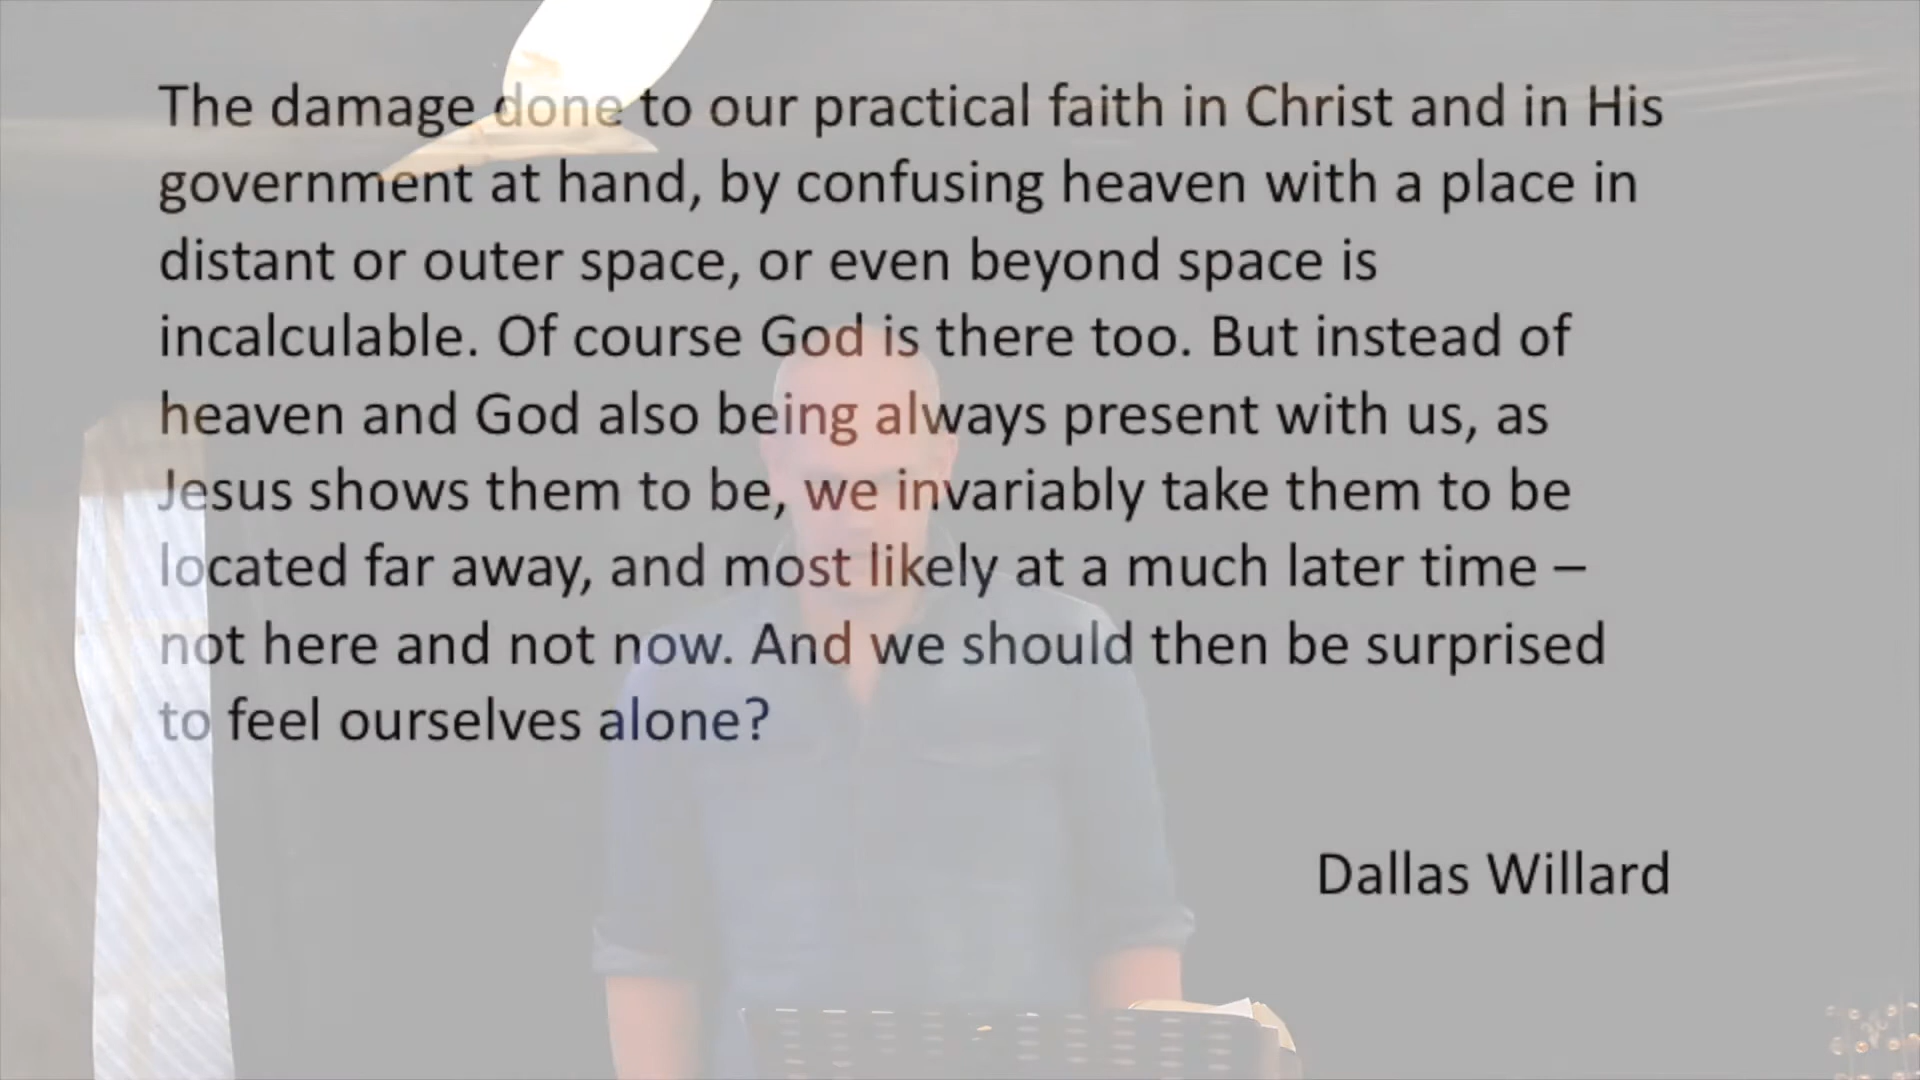 The damage done to our practical faith in Christ and in His
government at hand, by confusing heaven with a place in
distant or outer space, or even beyond space is
incalculable. Of course God is there too. But instead of
heaven and God also being always present with us, as
Jesus shows them to be, we invariably take them to be
located far away, and most likely at a much later time –
not here and not now. And we should then be surprised
to feel ourselves alone?
Dallas Willard